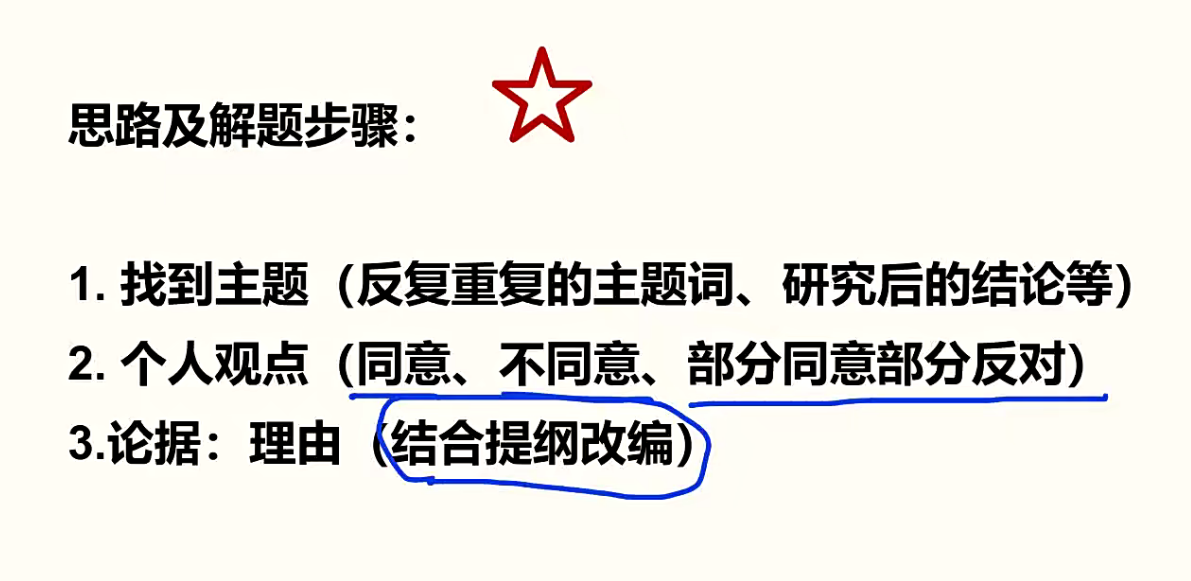 思路及解题步骤：
1. 找到主题（反复重复的主题词、研究后的结论等）
2. 个人观点（同意、不同意、部分同意部分反对）
3.论据：理由（结合提纲改编）